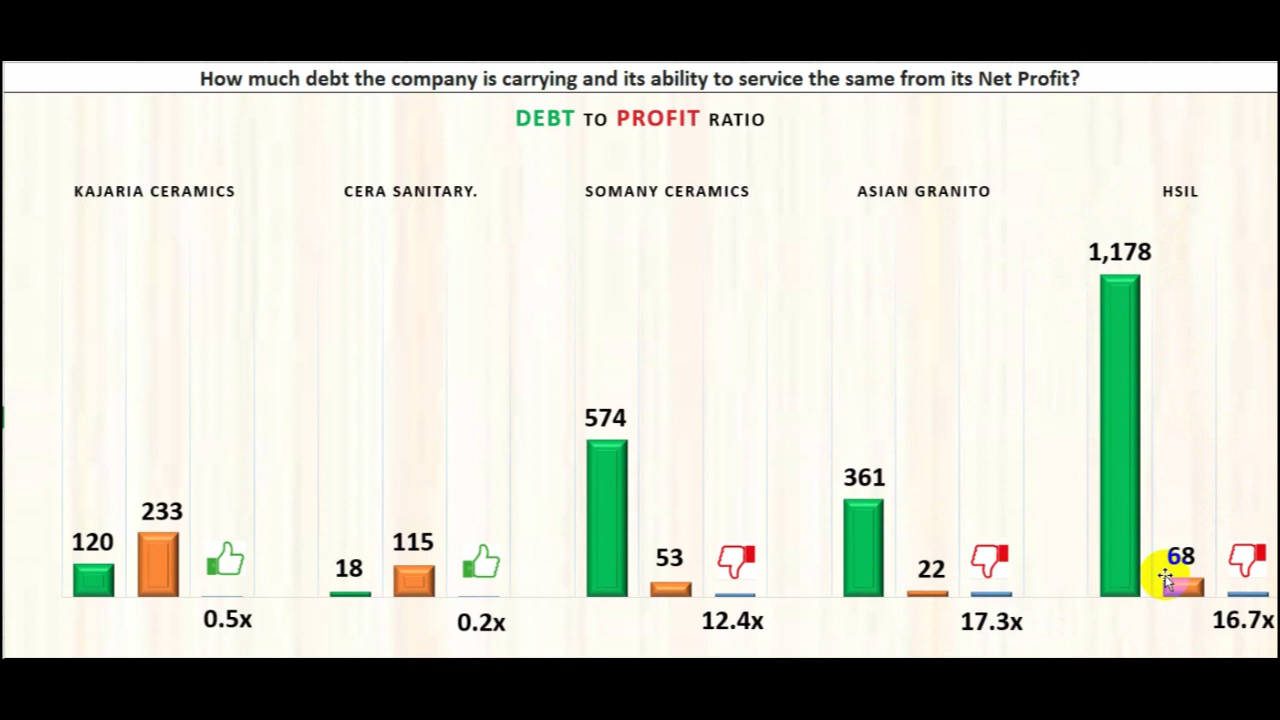 How much debt the company is carrying and its ability to service the same from its Net Profit?
DEBT TO PROFIT RATIO
KAJARIA CERAMICS
CERA SANITARY.
SOMANY CERAMICS
ASIAN GRANITO
HSIL
120
233
0.5x
18
115
0.2x
574
53
12.4x
361
22
17.3x
1,178
68
16.7x